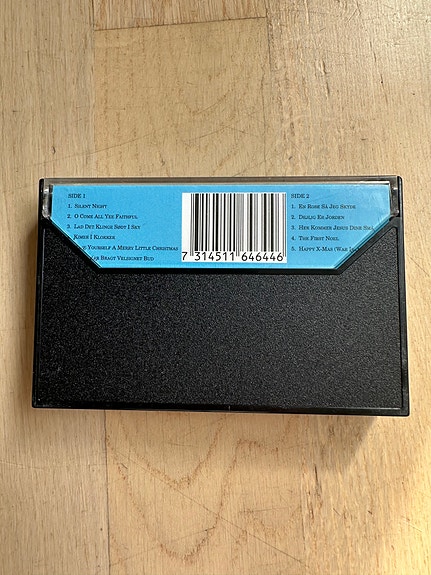 SIDE 1
1. Silent Night
2. O Come All Yee Faithful
3. Lad Det Klinge Sødt I Sky
Kimer I Klokker
Yourself A Merry Little Christmas
Bragt Velsignet Bud
7 314511 646446
SIDE 2
1. En Rose Så Jeg Skyde
2. Dejlig Er Jorden
3. Her Kommer Jesus Dine Små
4. The First Noel
5. Happy X-Mas (War Is